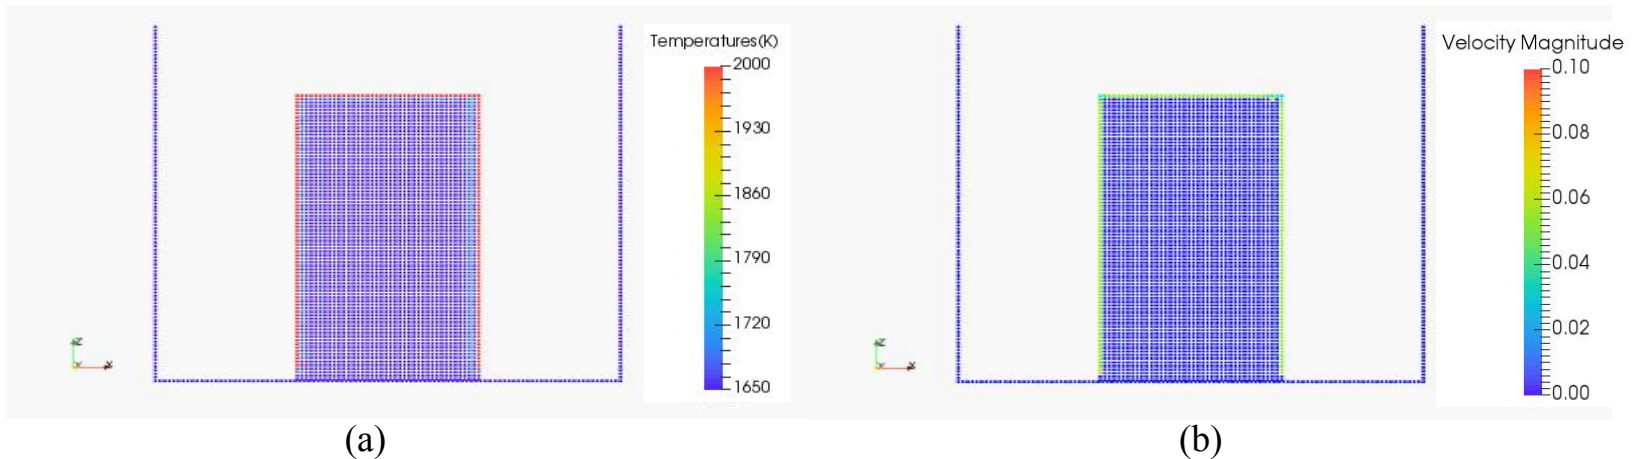 Temperatures(K)
2000
1930
1860
1790
1720
1650
Z
Y X
(a)
Velocity Magnitude
0.10
0.08
0.06
0.04
0.02
0.00
Z
Y X
(b)